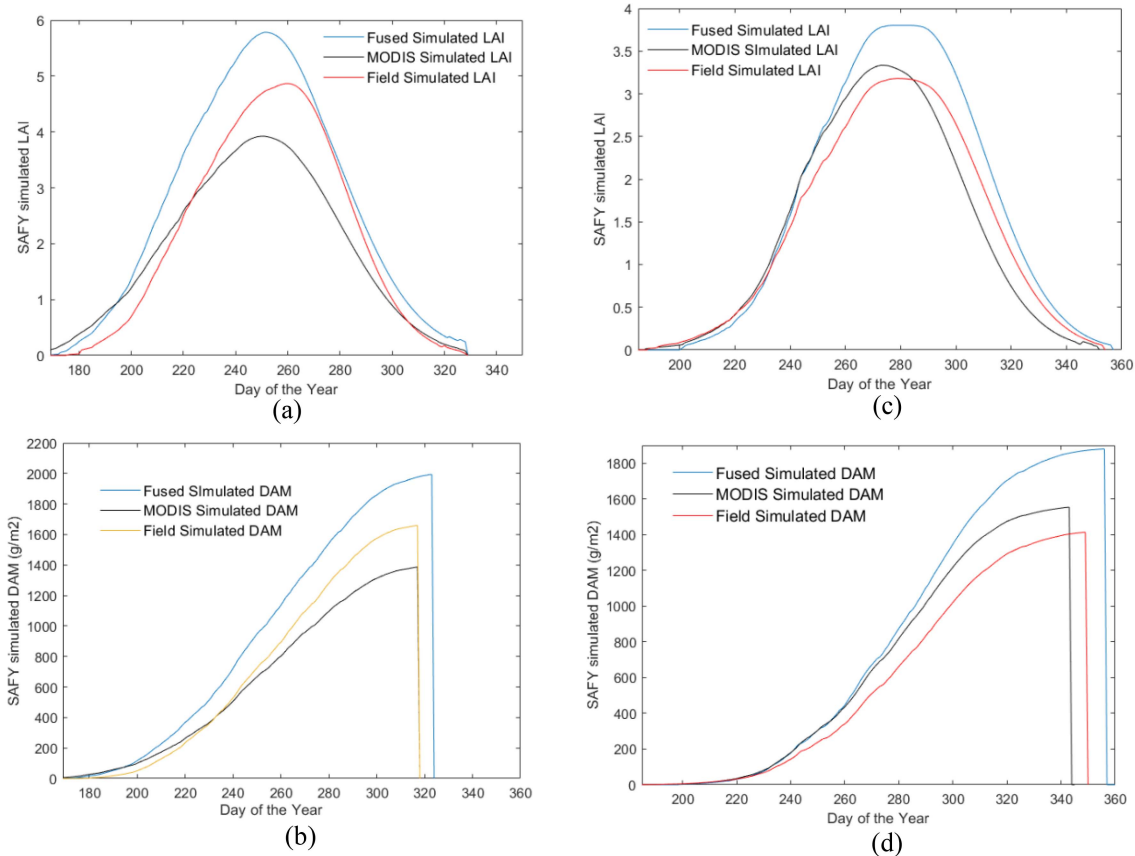 6
5
4
3
2
1
0
SAFY simulated LAI
Fused Simulated LAI
MODIS Simulated LAI
Field Simulated LAI
180 200 220 240 260 280 300 320 340
Day of the Year
(a)
4
3.5
3
2.5
2
1.5
1
0.5
0
SAFY simulated LAI
Fused Simulated LAI
MODIS SImulated LAI
Field Simulated LAI
200 220 240 260 280 300 320 340 360
Day of the Year
(c)
2200
2000
1800
1600
1400
1200
1000
800
600
400
200
0
SAFY simulated DAM (g/m2)
Fused SImulated DAM
MODIS Simulated DAM
Field Simulated DAM
180 200 220 240 260 280 300 320 340 360
Day of the Year
(b)
1800
1600
1400
1200
1000
800
600
400
200
0
SAFY simulated DAM (g/m2)
Fused Simulated DAM
MODIS Simulated DAM
Field Simulated DAM
200 220 240 260 280 300 320 340 360
Day of the Year
(d)